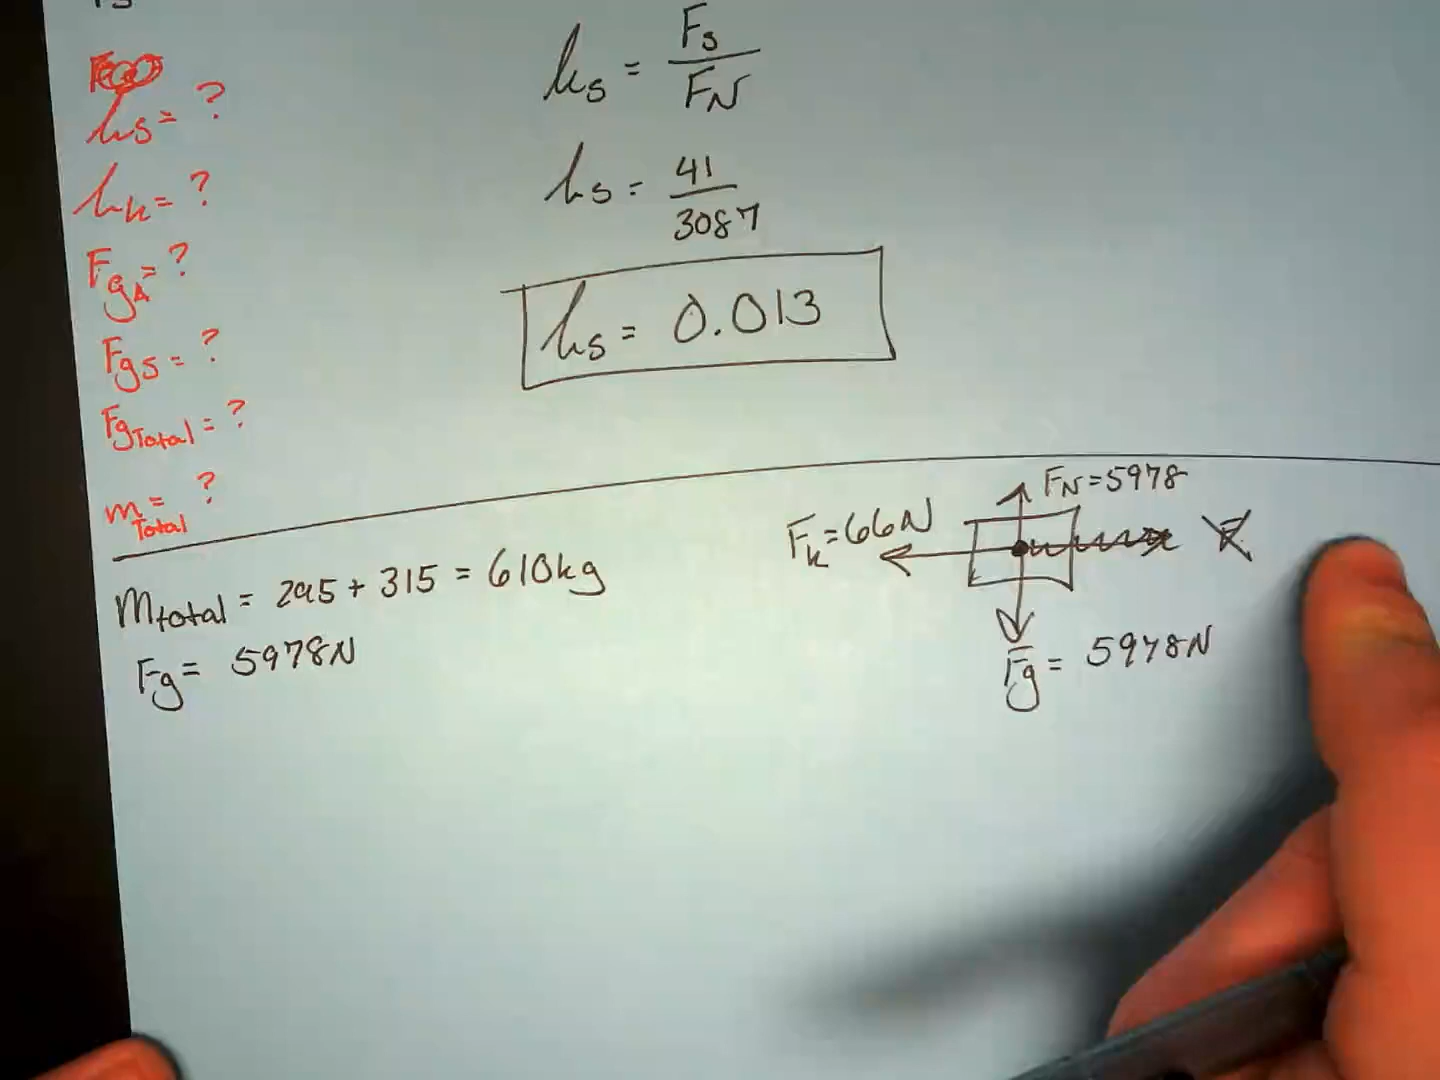 μs = ?
μk = ?
FgA = ?
Fgs = ?
FgTotal = ?
mTotal = ?
μs = Fs / FN
μs = 41 / 3087
μs = 0.013
mtotal = 295 + 315 = 610kg
Fg = 5978N
FN = 5978
Fk = 66N
Fg = 5978N